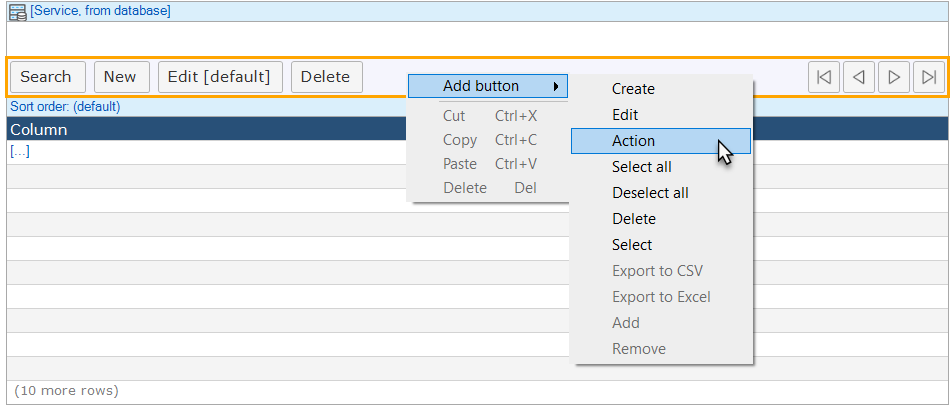 [Service, from database]
Search New Edit [default] Delete
Sort order: (default)
Column
[...]
(10 more rows)
Add button
Cut Ctrl+X
Copy Ctrl+C
Paste Ctrl+V
Delete Del
Create
Edit
Action
Select all
Deselect all
Delete
Select
Export to CSV
Export to Excel
Add
Remove